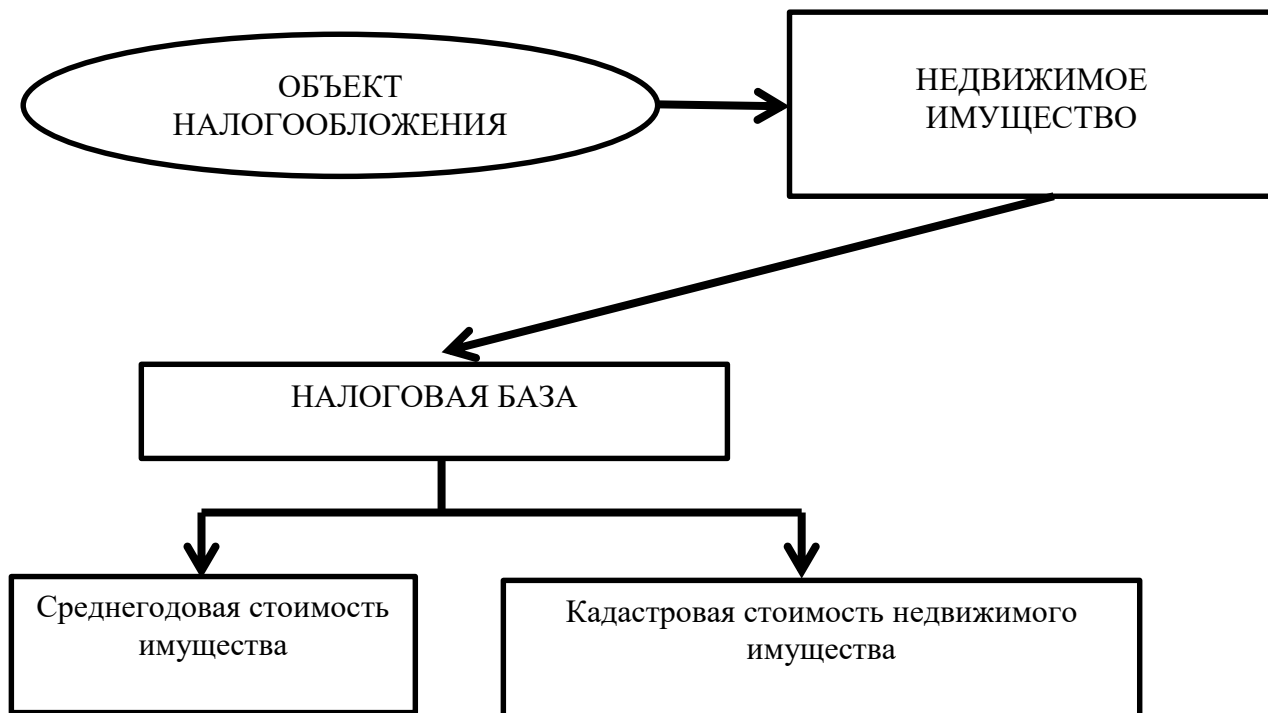 ОБЪЕКТ
НАЛОГООБЛОЖЕНИЯ
НЕДВИЖИМОЕ
ИМУЩЕСТВО
НАЛОГОВАЯ БАЗА
Среднегодовая стоимость
имущества
Кадастровая стоимость недвижимого
имущества